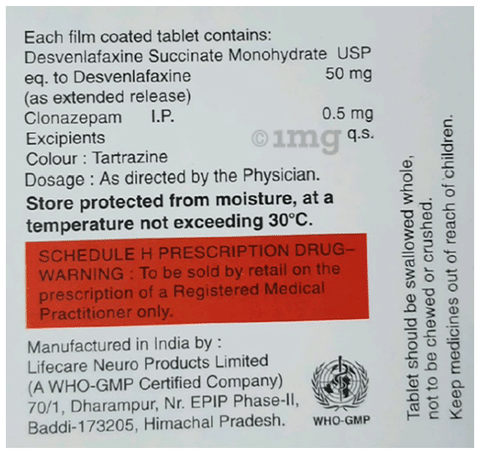 Each film coated tablet contains:
Desvenlafaxine Succinate Monohydrate USP
eq. to Desvenlafaxine 50 mg
(as extended release)
Clonazepam I.P. 0.5 mg
Excipients q.s.
Colour : Tartrazine
Dosage : As directed by the Physician.
Store protected from moisture, at a
temperature not exceeding 30°C.
SCHEDULE H PRESCRIPTION DRUG–
WARNING : To be sold by retail on the
prescription of a Registered Medical
Practitioner only.
Manufactured in India by :
Lifecare Neuro Products Limited
(A WHO-GMP Certified Company)
70/1, Dharampur, Nr. EPIP Phase-II,
Baddi-173205, Himachal Pradesh.
WHO-GMP
Tablet should be swallowed whole,
not to be chewed or crushed.
Keep medicines out of reach of children.
©1mg